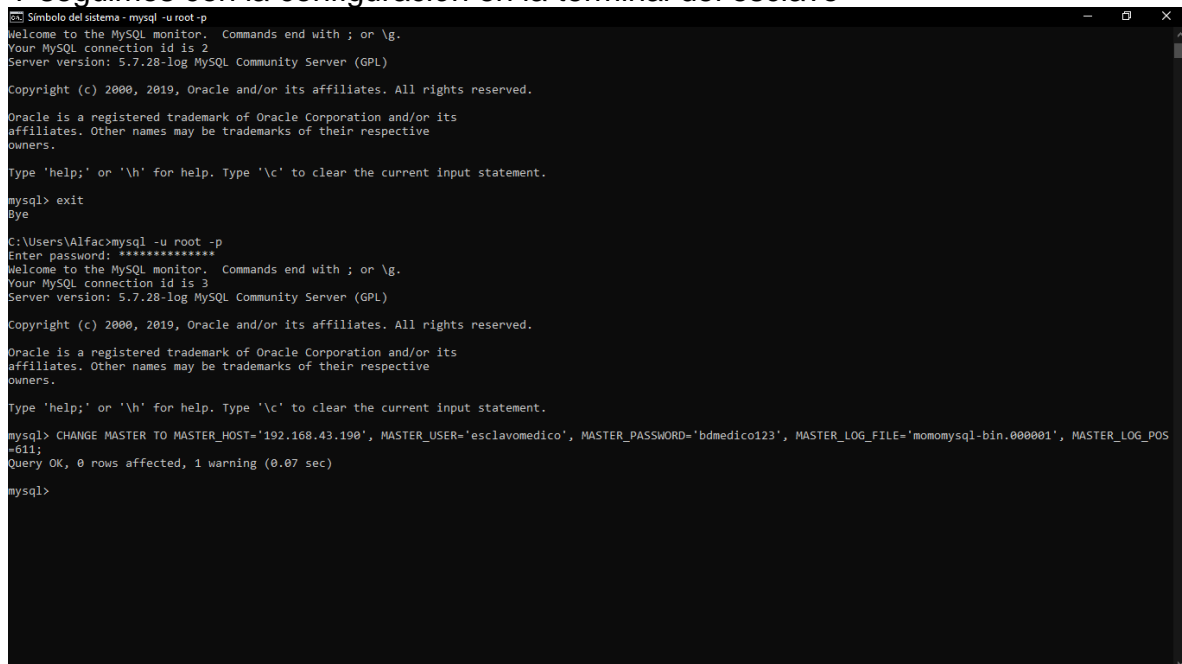 Y seguimos con la configuración en la terminal del esclavo
Símbolo del sistema - mysql -u root -p
Welcome to the MySQL monitor.  Commands end with ; or \g.
Your MySQL connection id is 2
Server version: 5.7.28-log MySQL Community Server (GPL)
Copyright (c) 2000, 2019, Oracle and/or its affiliates. All rights reserved.
Oracle is a registered trademark of Oracle Corporation and/or its
affiliates. Other names may be trademarks of their respective
owners.
Type 'help;' or '\h' for help. Type '\c' to clear the current input statement.
mysql> exit
Bye
C:\Users\Alfac>mysql -u root -p
Enter password: **************
Welcome to the MySQL monitor.  Commands end with ; or \g.
Your MySQL connection id is 3
Server version: 5.7.28-log MySQL Community Server (GPL)
Copyright (c) 2000, 2019, Oracle and/or its affiliates. All rights reserved.
Oracle is a registered trademark of Oracle Corporation and/or its
affiliates. Other names may be trademarks of their respective
owners.
Type 'help;' or '\h' for help. Type '\c' to clear the current input statement.
mysql> CHANGE MASTER TO MASTER_HOST='192.168.43.190', MASTER_USER='esclavomedico', MASTER_PASSWORD='bdmedico123', MASTER_LOG_FILE='momomysql-bin.000001', MASTER_LOG_POS
=611;
Query OK, 0 rows affected, 1 warning (0.07 sec)
mysql>